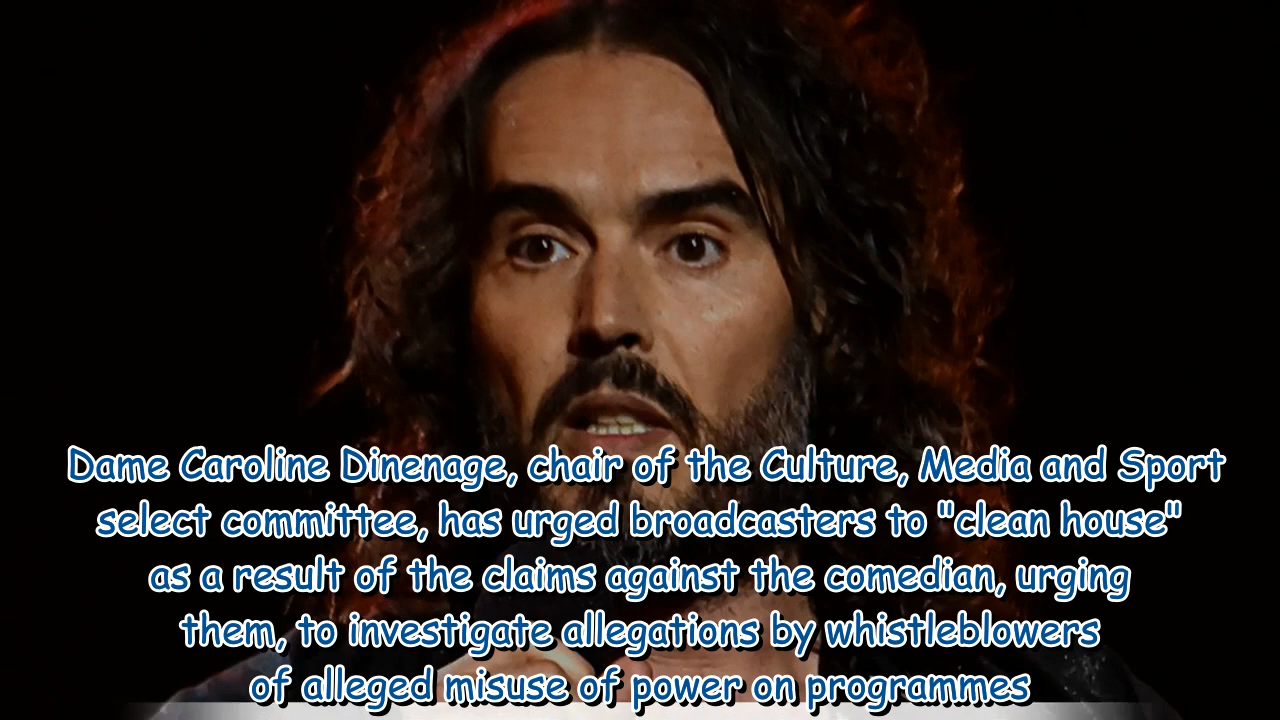 Dame Caroline Dinenage, chair of the Culture, Media and Sport
select committee, has urged broadcasters to "clean house"
as a result of the claims against the comedian, urging
them, to investigate allegations by whistleblowers
of alleged misuse of power on programmes